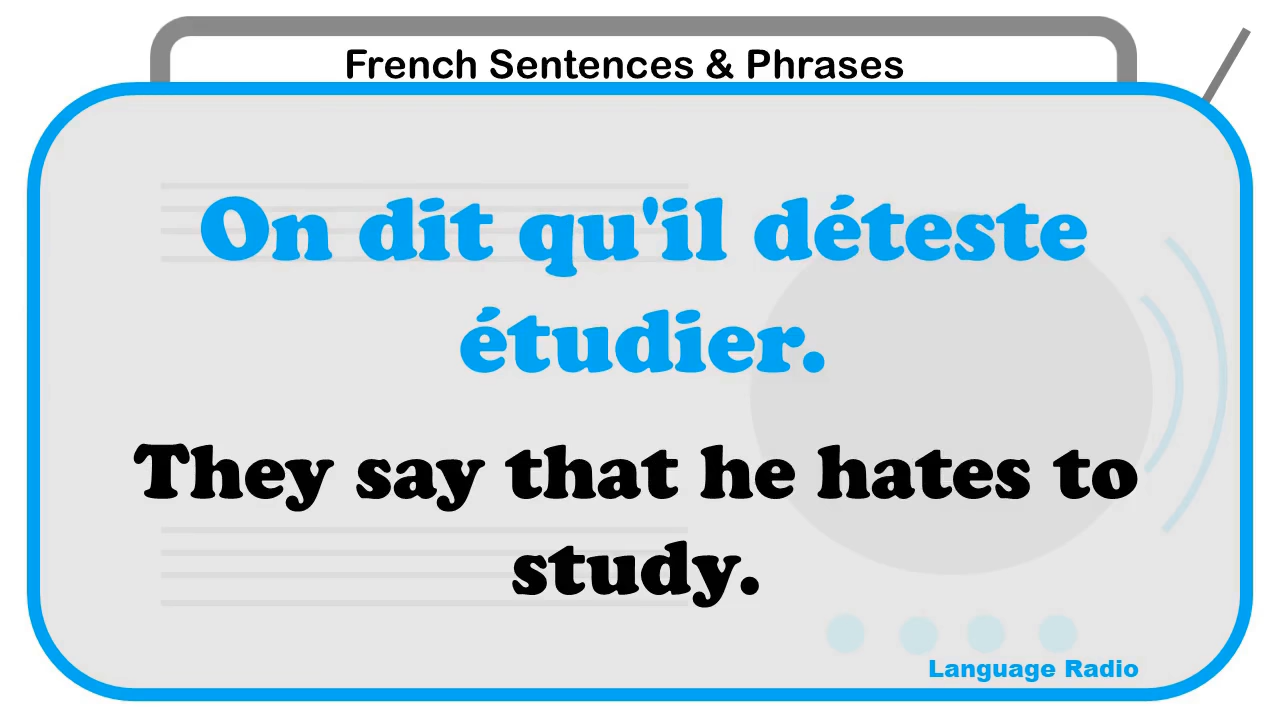 French Sentences & Phrases
On dit qu'il déteste
étudier.
They say that he hates to
study.
Language Radio